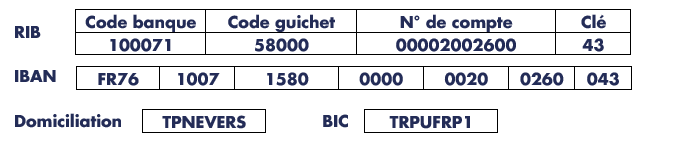 RIB Code banque Code guichet N° de compte Clé
100071 58000 00002002600 43
IBAN FR76 1007 1580 0000 0020 0260 043
Domiciliation TPNEVERS BIC TRPUFRP1